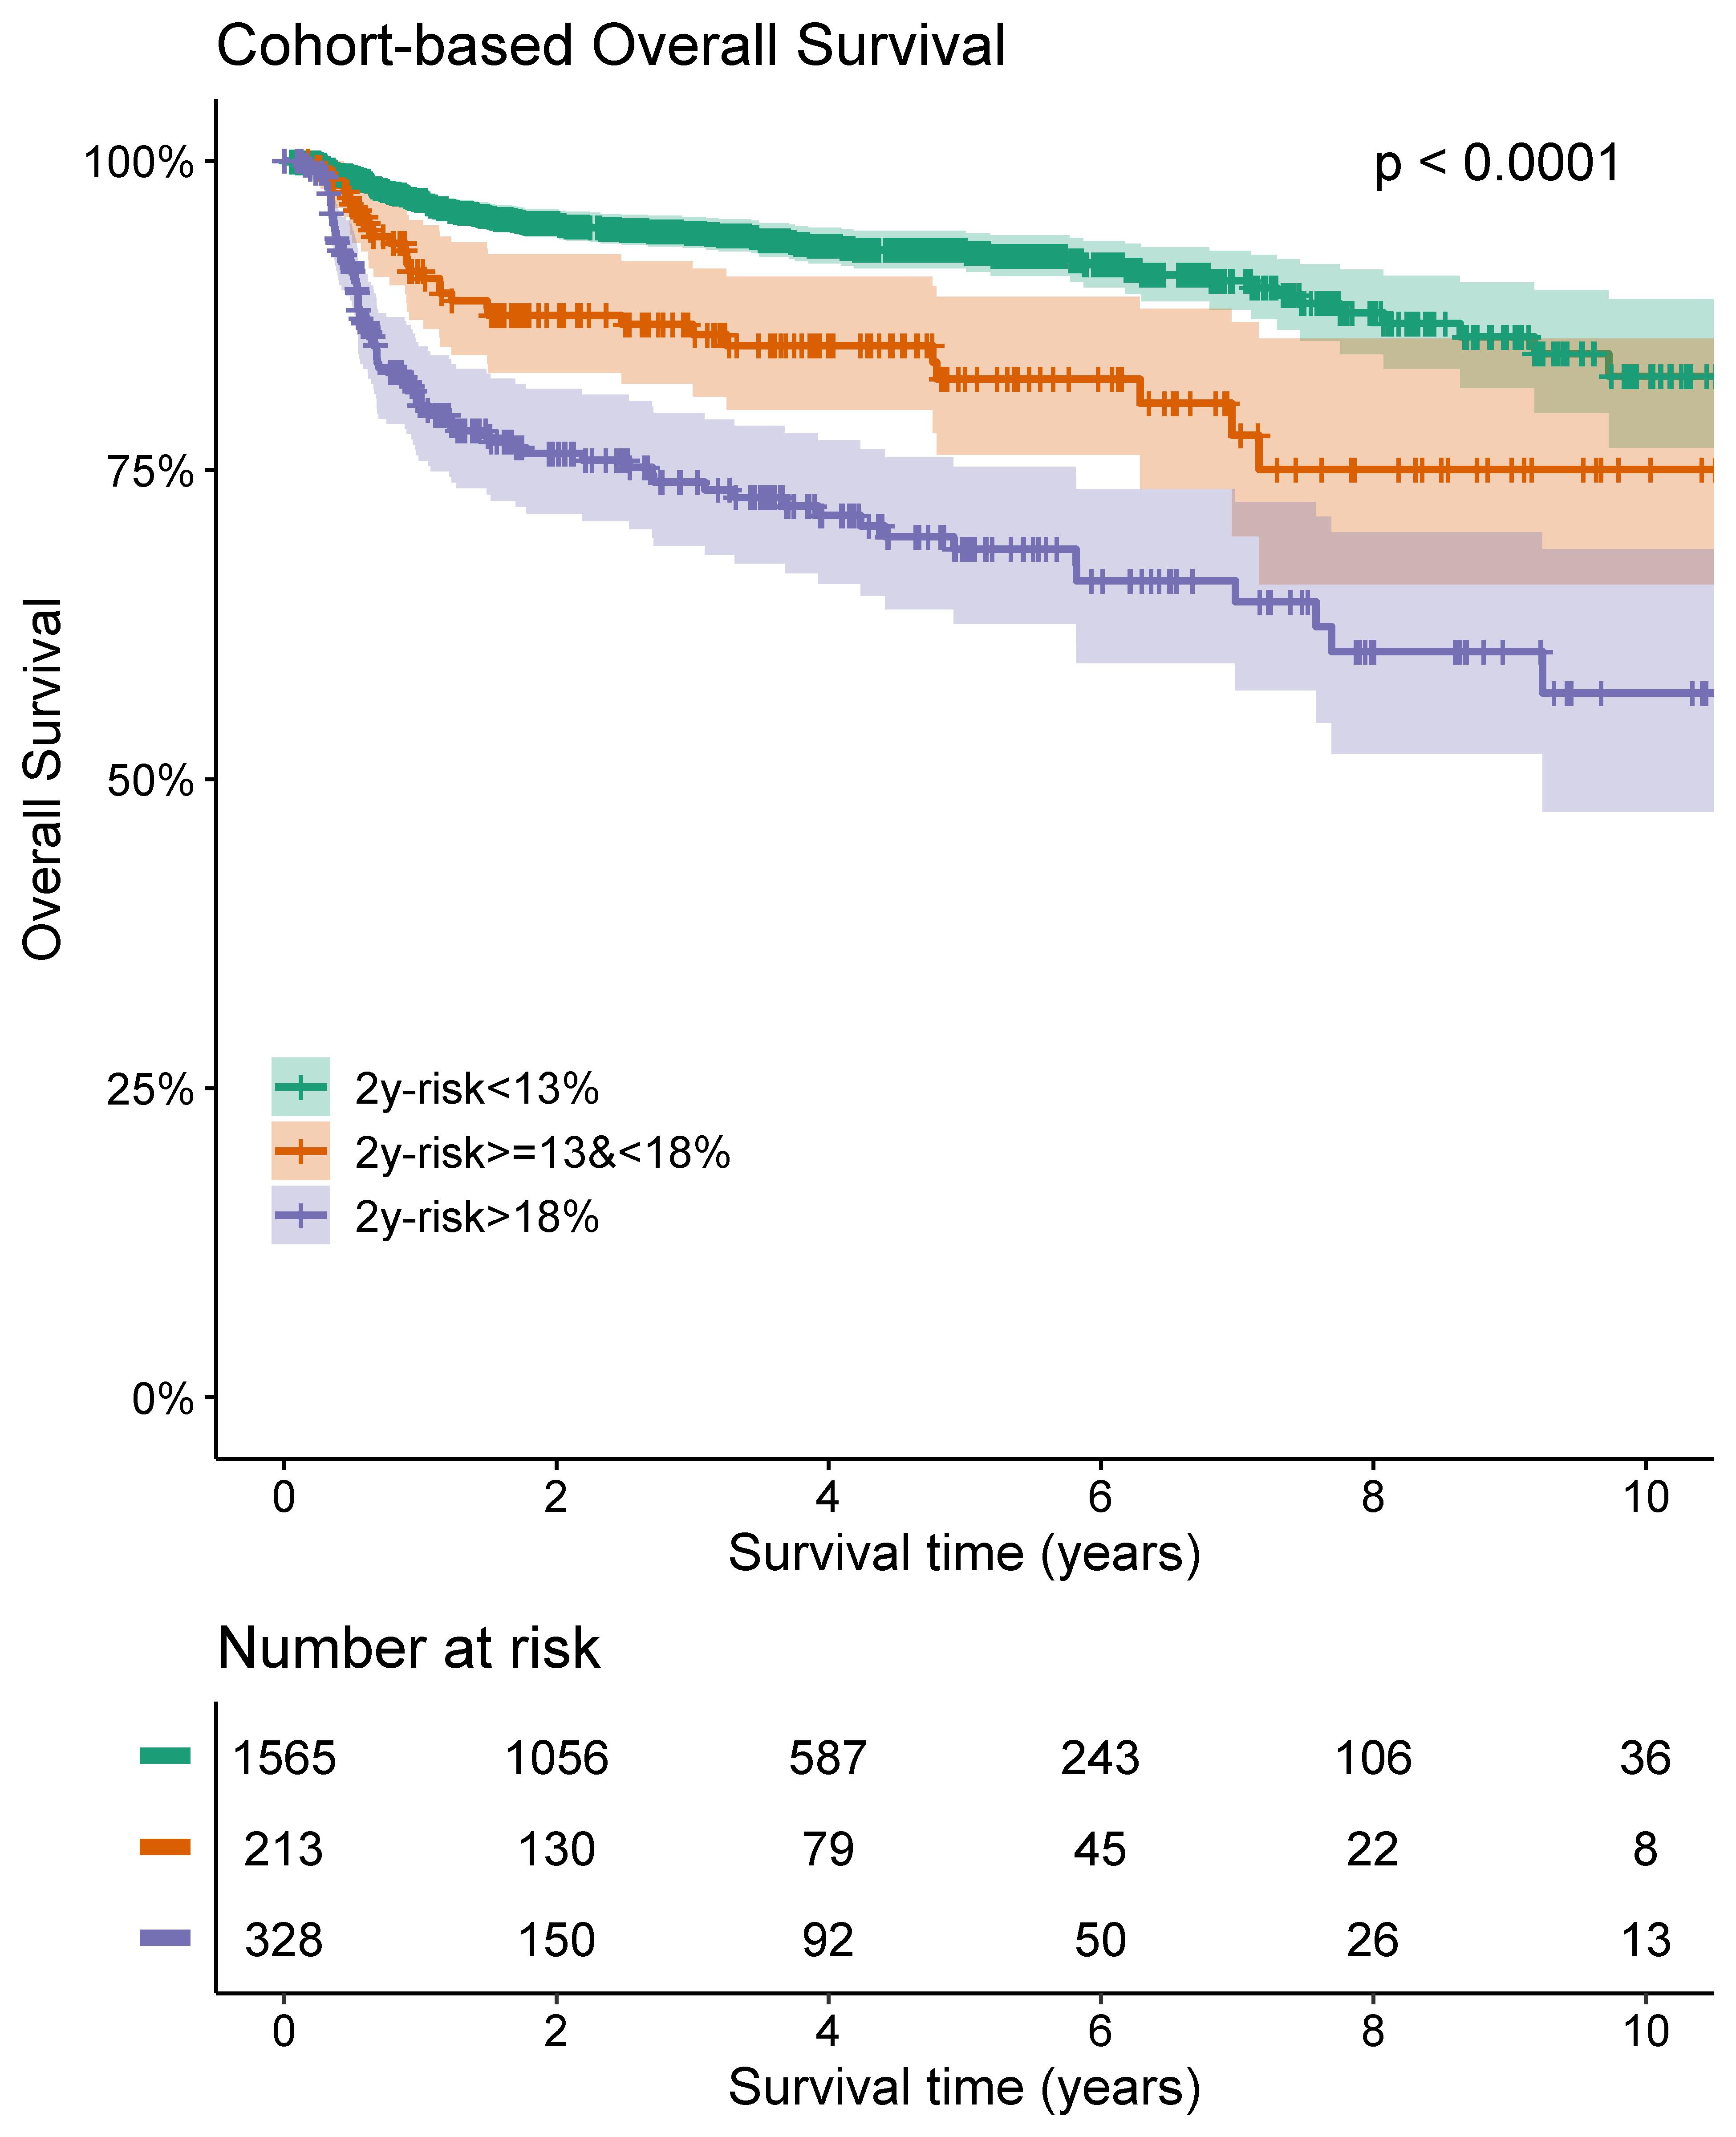 Cohort-based Overall Survival
p < 0.0001
100%
75%
50%
25%
0%
Overall Survival
2y-risk<13%
2y-risk>=13&<18%
2y-risk>18%
0 2 4 6 8 10
Survival time (years)
Number at risk
1565 1056 587 243 106 36
213 130 79 45 22 8
328 150 92 50 26 13
0 2 4 6 8 10
Survival time (years)